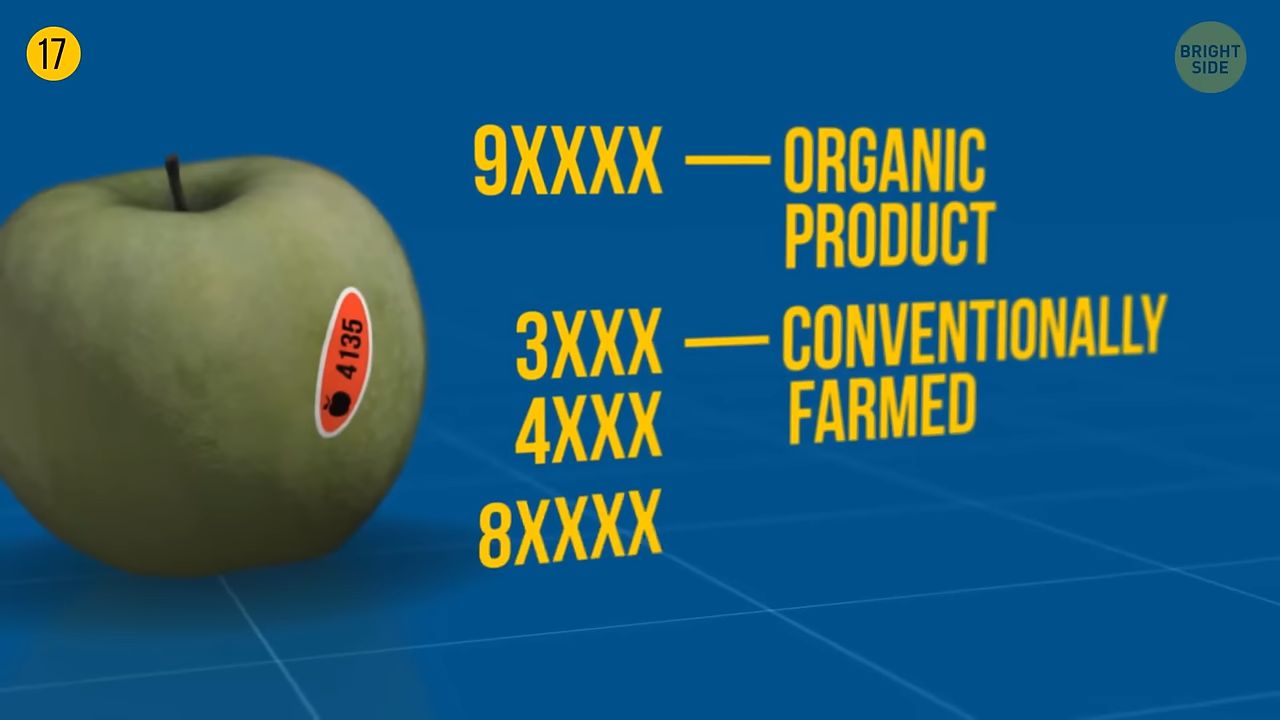 17
BRIGHT
SIDE
9XXXX — ORGANIC
PRODUCT
3XXX — CONVENTIONALLY
4XXX FARMED
8XXXX
4135